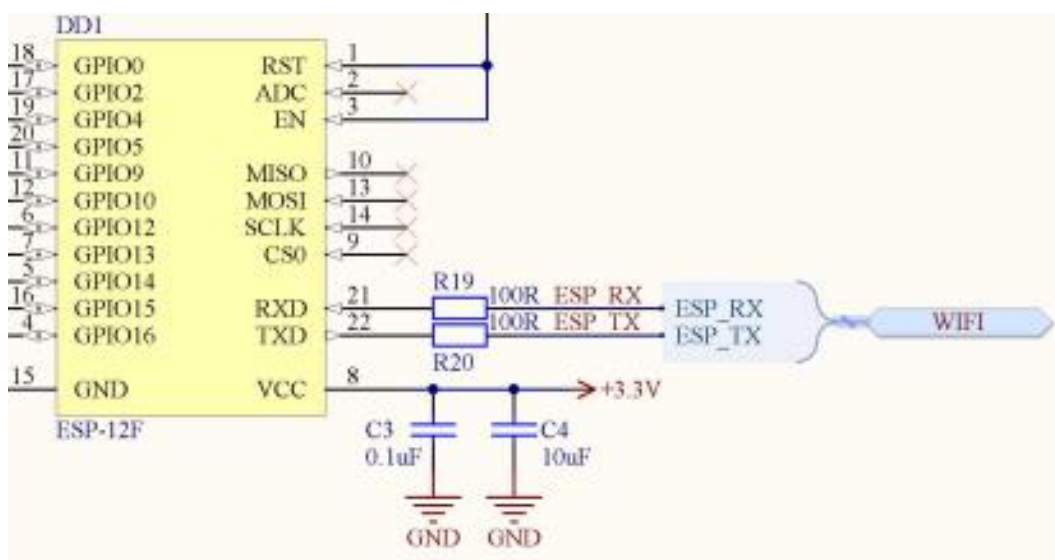 DD1
18 GPIO0 RST 1
17 GPIO2 ADC 2
19 GPIO4 EN 3
20 GPIO5
11 GPIO9 MISO 10
12 GPIO10 MOSI 13
6 GPIO12 SCLK 14
7 GPIO13 CS0 9
5 GPIO14
R19
16 GPIO15 RXD 21 100R ESP_RX ESP_RX
4 GPIO16 TXD 22 100R ESP_TX ESP_TX
WIFI
R20
15 GND VCC 8 +3.3V
ESP-12F
C3 C4
0.1uF 10uF
GND GND